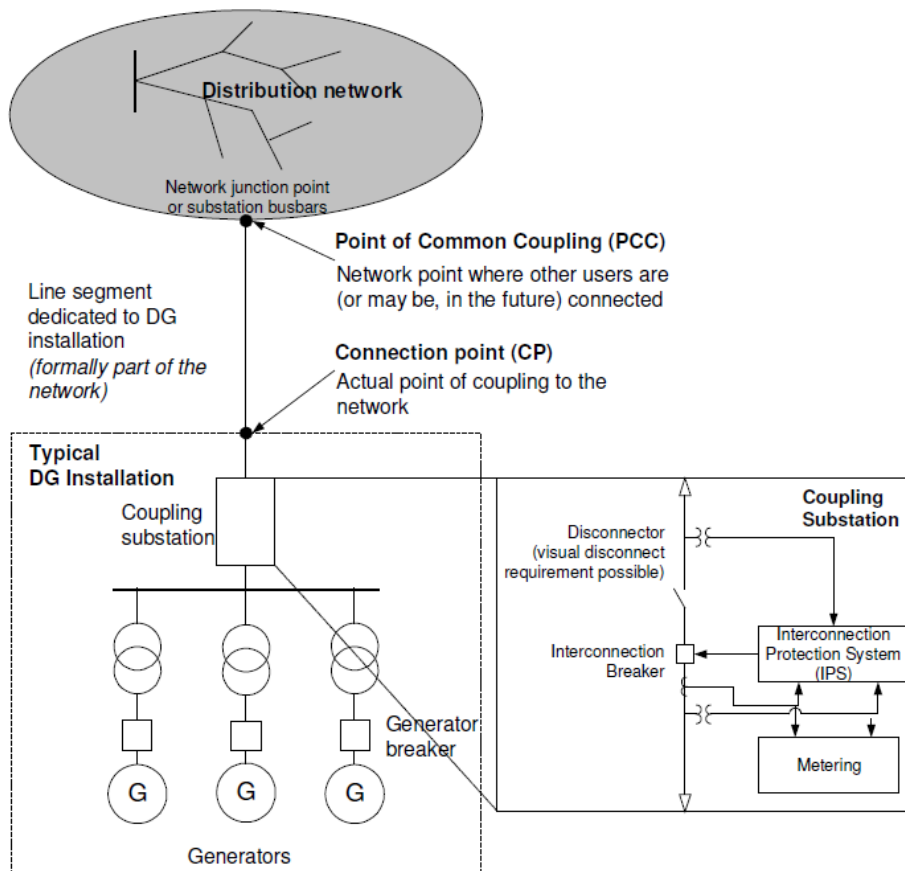 Distribution network
Network junction point
or substation busbars
Point of Common Coupling (PCC)
Network point where other users are
(or may be, in the future) connected
Line segment
dedicated to DG
installation
(formally part of the
network)
Connection point (CP)
Actual point of coupling to the
network
Typical
DG Installation
Coupling
substation
Coupling
Substation
Disconnector
(visual disconnect
requirement possible)
Interconnection
Breaker
Interconnection
Protection System
(IPS)
Metering
Generator
breaker
G
G
G
Generators